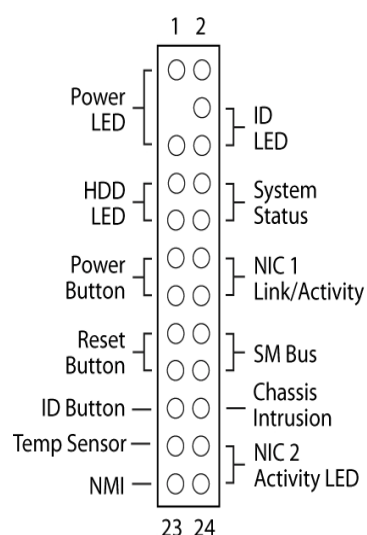 1 2
Power
LED
ID
LED
HDD
LED
System
Status
Power
Button
NIC 1
Link/Activity
Reset
Button
SM Bus
ID Button
Chassis
Intrusion
Temp Sensor
NIC 2
Activity LED
NMI
23 24